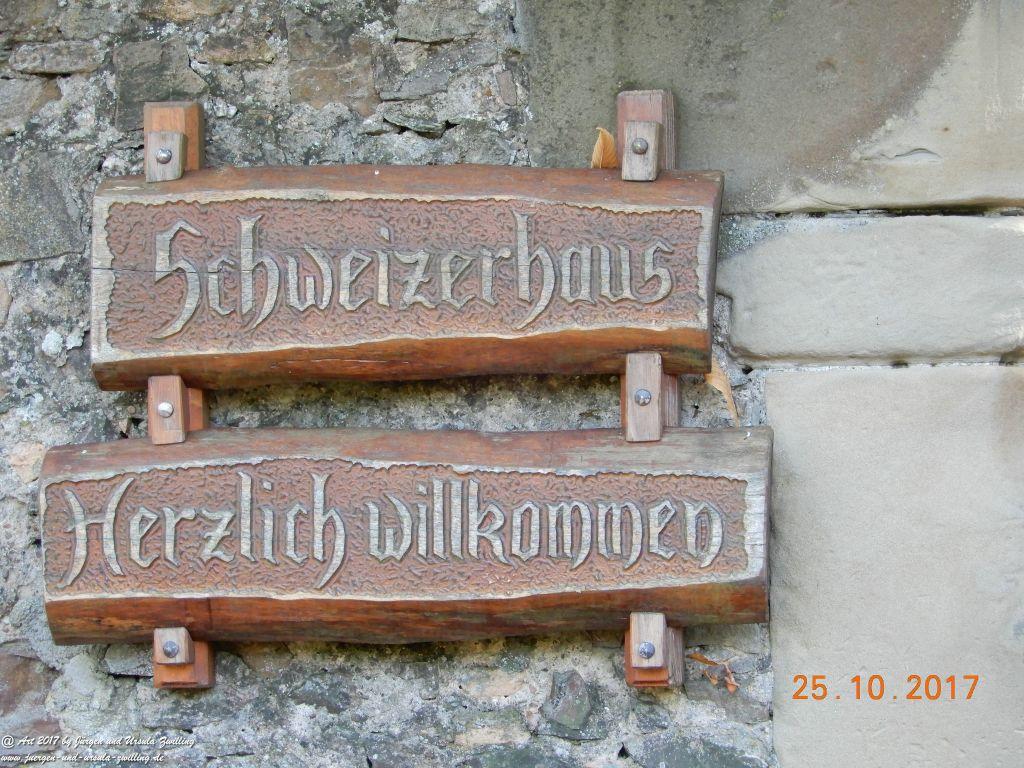 Schweizerhaus
Herzlich willkommen
25.10.2017
@ Art 2017 by Jürgen und Ursula Zwilling
www.juergen-und-ursula-zwilling.de